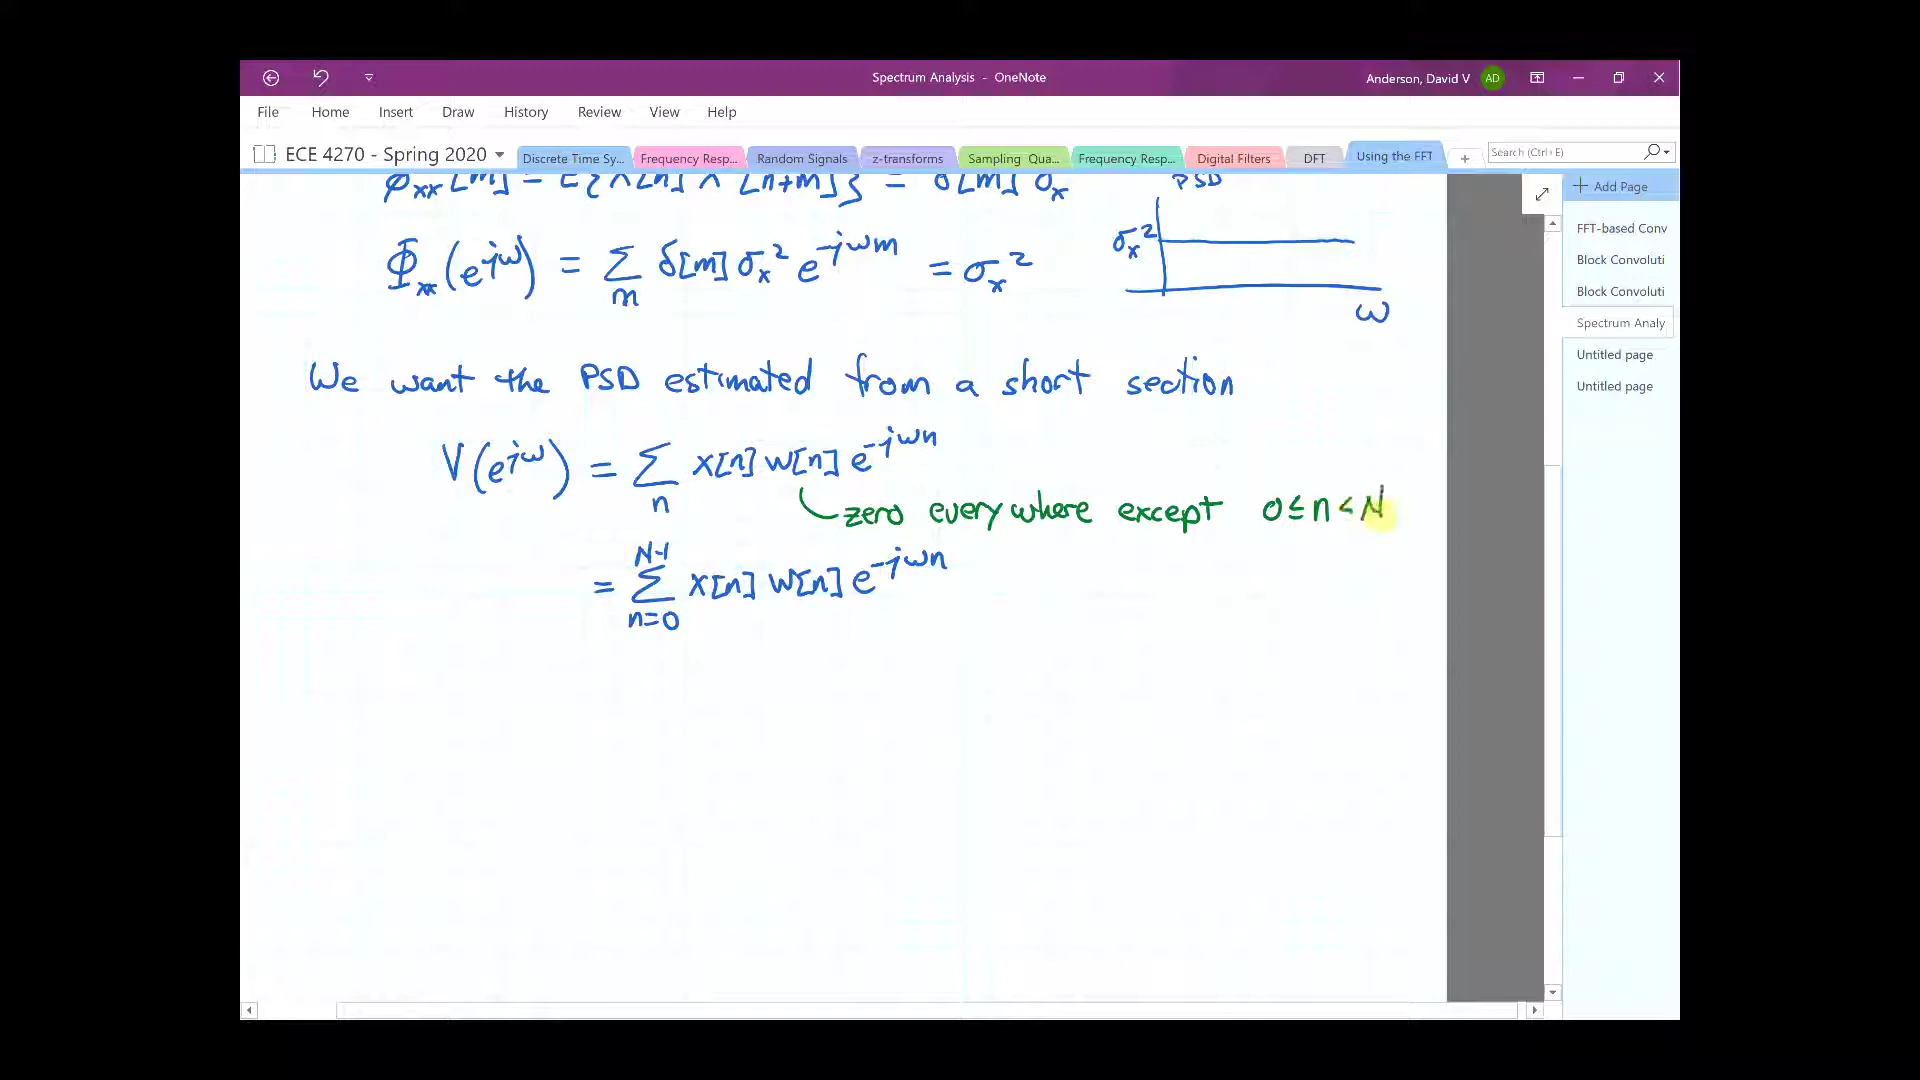 Spectrum Analysis - OneNote
Anderson, David V AD
File Home Insert Draw History Review View Help
ECE 4270 - Spring 2020
Discrete Time Sy... Frequency Resp... Random Signals z-transforms Sampling Qua... Frequency Resp... Digital Filters DFT Using the FFT +
Search (Ctrl+E)
Add Page
FFT-based Conv
Block Convoluti
Block Convoluti
Spectrum Analy
Untitled page
Untitled page
ϕxx[m] = E{X[n] X*[n+m]} = δ[m] σx²
PSD
Φxx(e^jω) = Σ_m δ[m] σx² e^-jωm = σx²
σx²
ω
We want the PSD estimated from a short section
V(e^jω) = Σ_n x[n] w[n] e^-jωn
zero everywhere except 0 ≤ n < N
= Σ_{n=0}^{N-1} x[n] w[n] e^-jωn